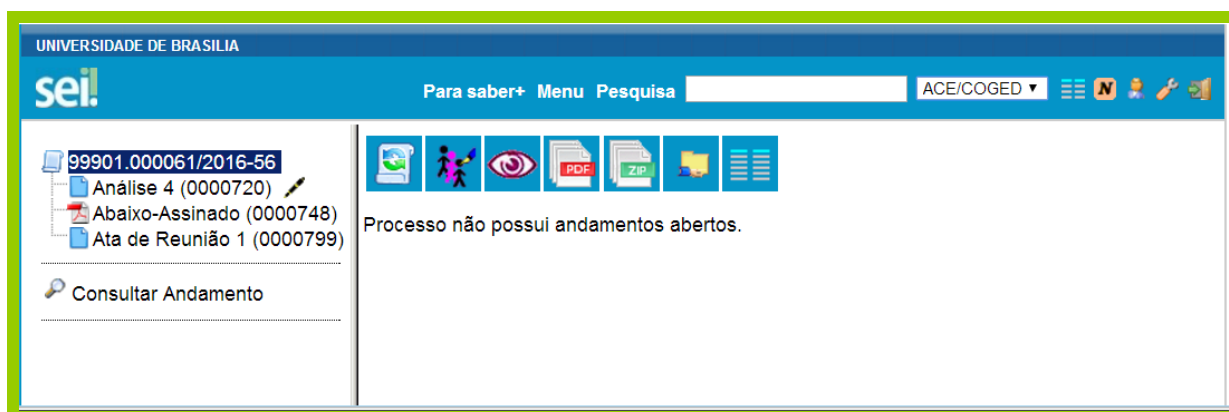 UNIVERSIDADE DE BRASILIA
sei!
Para saber+ Menu Pesquisa ACE/COGED
N
99901.000061/2016-56
Análise 4 (0000720)
Abaixo-Assinado (0000748)
Ata de Reunião 1 (0000799)
Consultar Andamento
PDF ZIP
Processo não possui andamentos abertos.